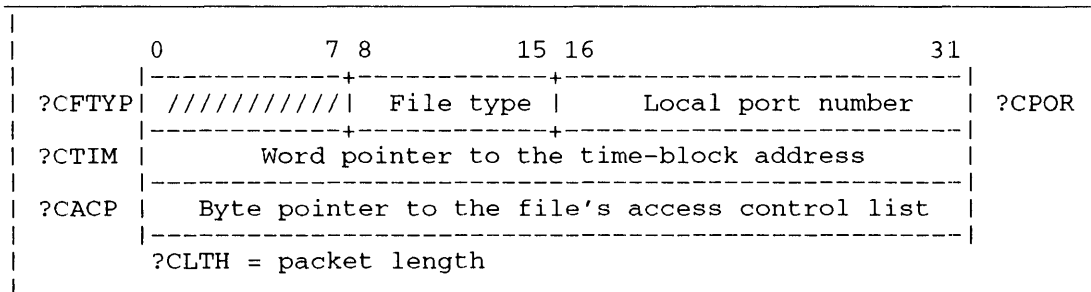 0 7 8 15 16 31
?CFTYP| ///////////| File type | Local port number | ?CPOR
?CTIM | Word pointer to the time-block address |
?CACP | Byte pointer to the file's access control list |
?CLTH = packet length